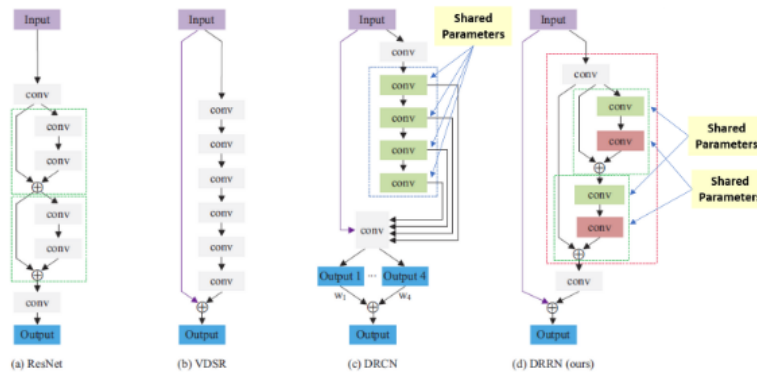 Input
conv
conv
conv
conv
conv
conv
Output
(a) ResNet
Input
conv
conv
conv
conv
conv
conv
Output
(b) VDSR
Input
Shared
Parameters
conv
conv
conv
conv
conv
conv
Output 1
...
Output 4
w₁
w₄
Output
(c) DRCN
Input
conv
conv
conv
Shared
Parameters
conv
Shared
Parameters
conv
conv
Output
(d) DRRN (ours)